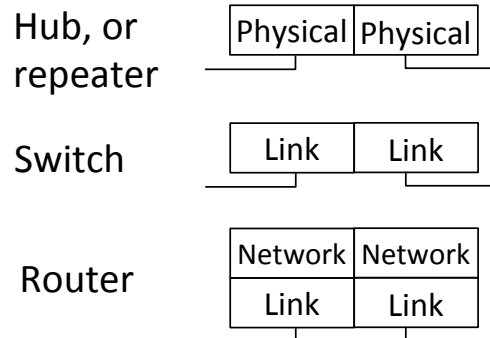 Hub, or
repeater
Physical Physical
Switch
Link Link
Router
Network Network
Link Link